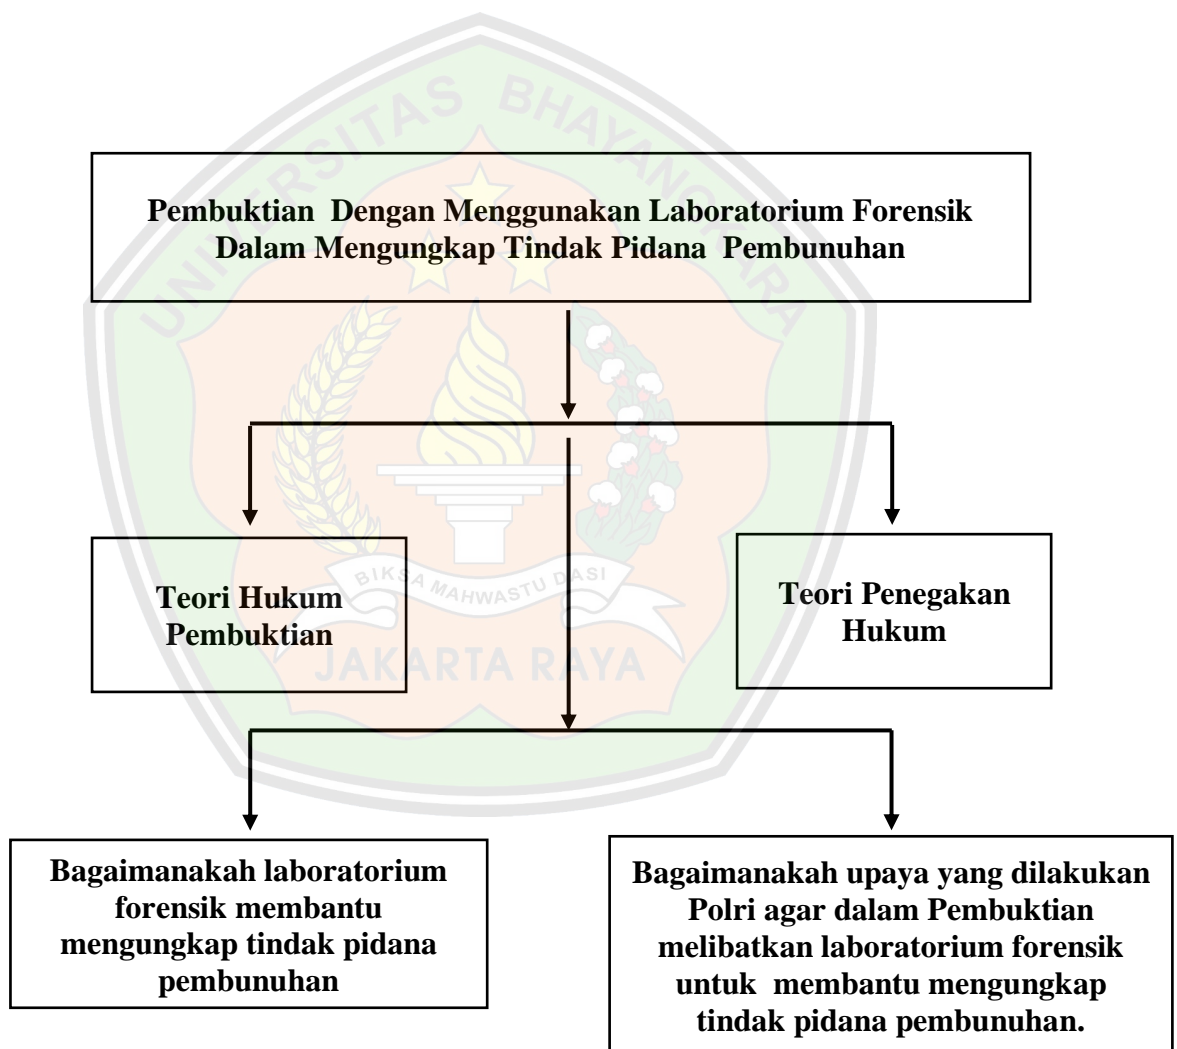 UNIVERSITAS BHAYANGKARA
Pembuktian Dengan Menggunakan Laboratorium Forensik
Dalam Mengungkap Tindak Pidana Pembunuhan
Teori Hukum
Pembuktian
Teori Penegakan
Hukum
BIKSA MAHWASTU DASI
JAKARTA RAYA
Bagaimanakah laboratorium
forensik membantu
mengungkap tindak pidana
pembunuhan
Bagaimanakah upaya yang dilakukan
Polri agar dalam Pembuktian
melibatkan laboratorium forensik
untuk membantu mengungkap
tindak pidana pembunuhan.